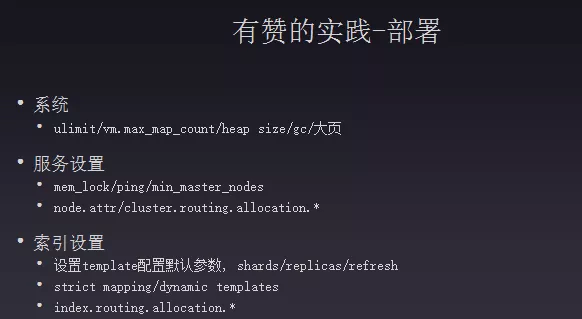 有赞的实践-部署
• 系统
• ulimit/vm.max_map_count/heap size/gc/大页
• 服务设置
• mem_lock/ping/min_master_nodes
• node.attr/cluster.routing.allocation.*
• 索引设置
• 设置template配置默认参数, shards/replicas/refresh
• strict mapping/dynamic templates
• index.routing.allocation.*